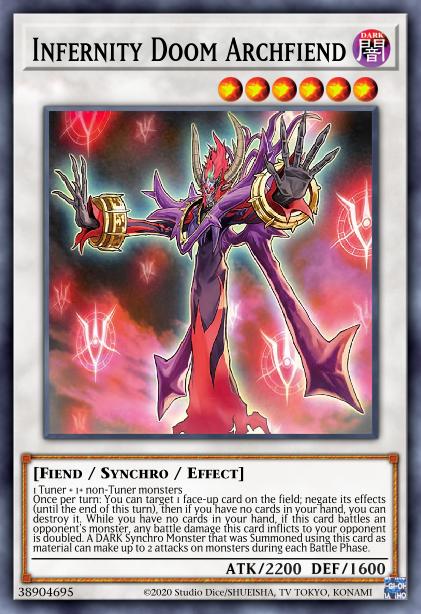 INFERNITY DOOM ARCHFIEND
DARK
闇
[FIEND / SYNCHRO / EFFECT]
1 Tuner + 1+ non-Tuner monsters
Once per turn: You can target 1 face-up card on the field; negate its effects
(until the end of this turn), then if you have no cards in your hand, you can
destroy it. While you have no cards in your hand, if this card battles an
opponent's monster, any battle damage this card inflicts to your opponent
is doubled. A DARK Synchro Monster that was Summoned using this card as
material can make up to 2 attacks on monsters during each Battle Phase.
ATK/2200 DEF/1600
38904695 ©2020 Studio Dice/SHUEISHA, TV TOKYO, KONAMI